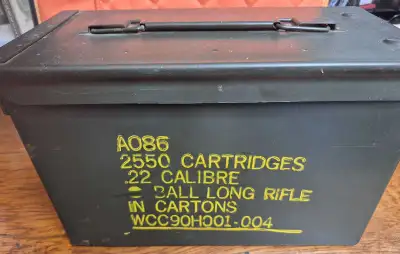 A086
2550 CARTRIDGES
.22 CALIBRE
BALL LONG RIFLE
IN CARTONS
WCC90H001-004